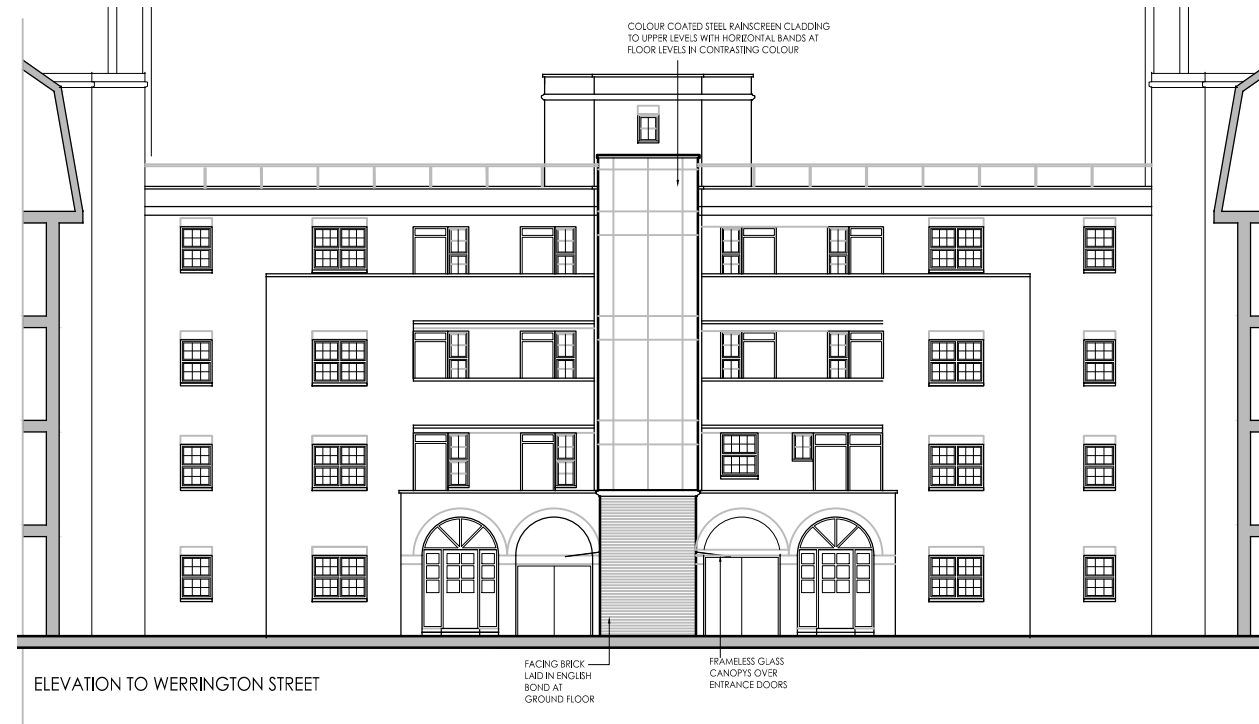 COLOUR COATED STEEL RAINSCREEN CLADDING
TO UPPER LEVELS WITH HORIZONTAL BANDS AT
FLOOR LEVELS IN CONTRASTING COLOUR
FACING BRICK
LAID IN ENGLISH
BOND AT
GROUND FLOOR
FRAMELESS GLASS
CANOPYS OVER
ENTRANCE DOORS
ELEVATION TO WERRINGTON STREET